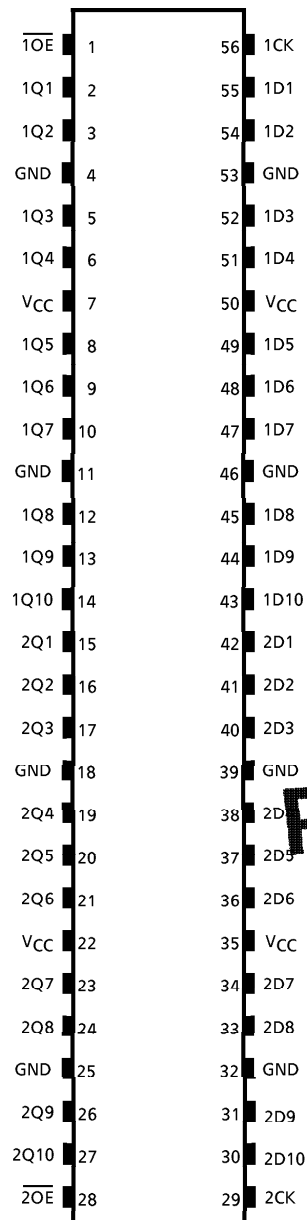 1OE 1 56 1CK
1Q1 2 55 1D1
1Q2 3 54 1D2
GND 4 53 GND
1Q3 5 52 1D3
1Q4 6 51 1D4
VCC 7 50 VCC
1Q5 8 49 1D5
1Q6 9 48 1D6
1Q7 10 47 1D7
GND 11 46 GND
1Q8 12 45 1D8
1Q9 13 44 1D9
1Q10 14 43 1D10
2Q1 15 42 2D1
2Q2 16 41 2D2
2Q3 17 40 2D3
GND 18 39 GND
2Q4 19 38
2Q5 20 37 2D5
2Q6 21 36 2D6
VCC 22 35 VCC
2Q7 23 34 2D7
2Q8 24 33 2D8
GND 25 32 GND
2Q9 26 31 2D9
2Q10 27 30 2D10
2OE 28 29 2CK